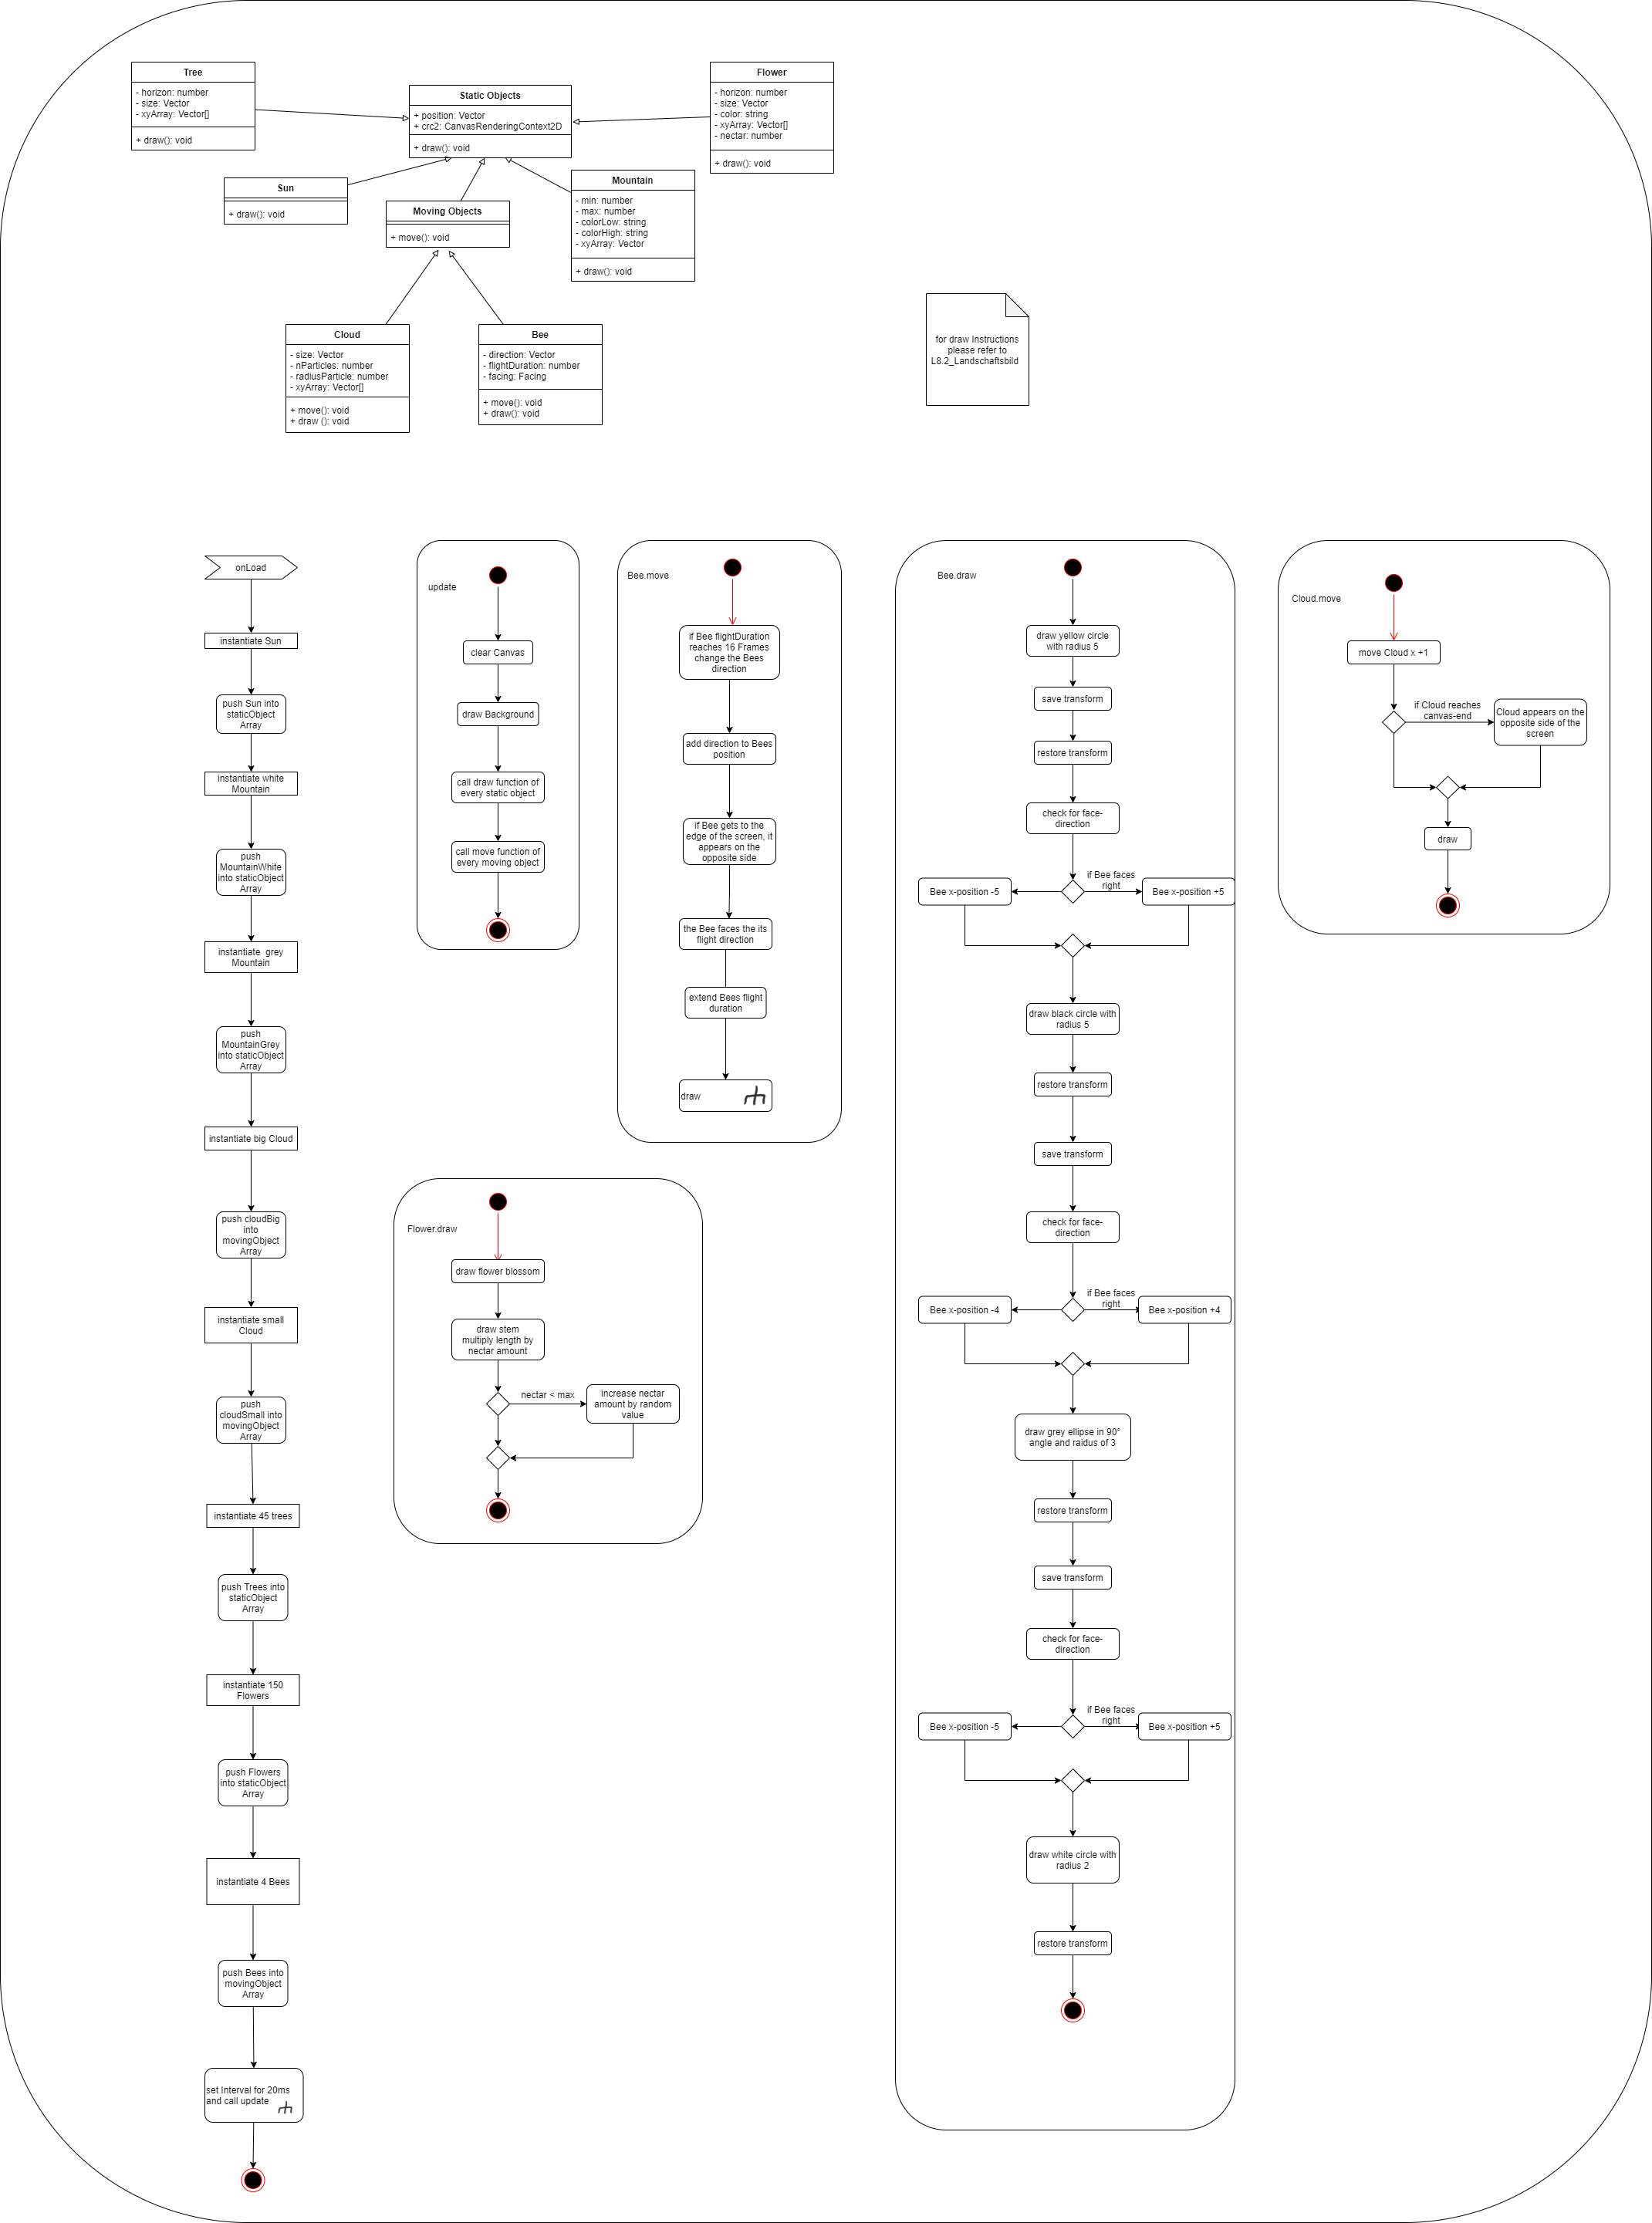 Tree
- horizon: number
- size: Vector
- xyArray: Vector[]
+ draw(): void
Static Objects
+ position: Vector
+ crc2: CanvasRenderingContext2D
+ draw(): void
Flower
- horizon: number
- size: Vector
- color: string
- xyArray: Vector[]
- nectar: number
+ draw(): void
Sun
+ draw(): void
Moving Objects
+ move(): void
Mountain
- min: number
- max: number
- colorLow: string
- colorHigh: string
- xyArray: Vector
+ draw(): void
Cloud
- size: Vector
- nParticles: number
- radiusParticle: number
- xyArray: Vector[]
+ move(): void
+ draw (): void
Bee
- direction: Vector
- flightDuration: number
- facing: Facing
+ move(): void
+ draw(): void
for draw Instructions
please refer to
L8.2_Landschaftsbild
onLoad
instantiate Sun
push Sun into
staticObject
Array
instantiate white
Mountain
push
MountainWhite
into staticObject
Array
instantiate grey
Mountain
push
MountainGrey
into staticObject
Array
instantiate big Cloud
push cloudBig
into
movingObject
Array
instantiate small
Cloud
push
cloudSmall into
movingObject
Array
instantiate 45 trees
push Trees into
staticObject
Array
instantiate 150
Flowers
push Flowers
into staticObject
Array
instantiate 4 Bees
push Bees into
movingObject
Array
set Interval for 20ms
and call update
update
clear Canvas
draw Background
call draw function of
every static object
call move function of
every moving object
Bee.move
if Bee flightDuration
reaches 16 Frames
change the Bees
direction
add direction to Bees
position
if Bee gets to the
edge of the screen, it
appears on the
opposite side
the Bee faces the its
flight direction
extend Bees flight
duration
draw
Flower.draw
draw flower blossom
draw stem
multiply length by
nectar amount
nectar < max
increase nectar
amount by random
value
Bee.draw
draw yellow circle
with radius 5
save transform
restore transform
check for face-
direction
if Bee faces
right
Bee x-position -5
Bee x-position +5
draw black circle with
radius 5
restore transform
save transform
check for face-
direction
if Bee faces
right
Bee x-position -4
Bee x-position +4
draw grey ellipse in 90°
angle and raidus of 3
restore transform
save transform
check for face-
direction
if Bee faces
right
Bee x-position -5
Bee x-position +5
draw white circle with
radius 2
restore transform
Cloud.move
move Cloud x +1
if Cloud reaches
canvas-end
Cloud appears on the
opposite side of the
screen
draw